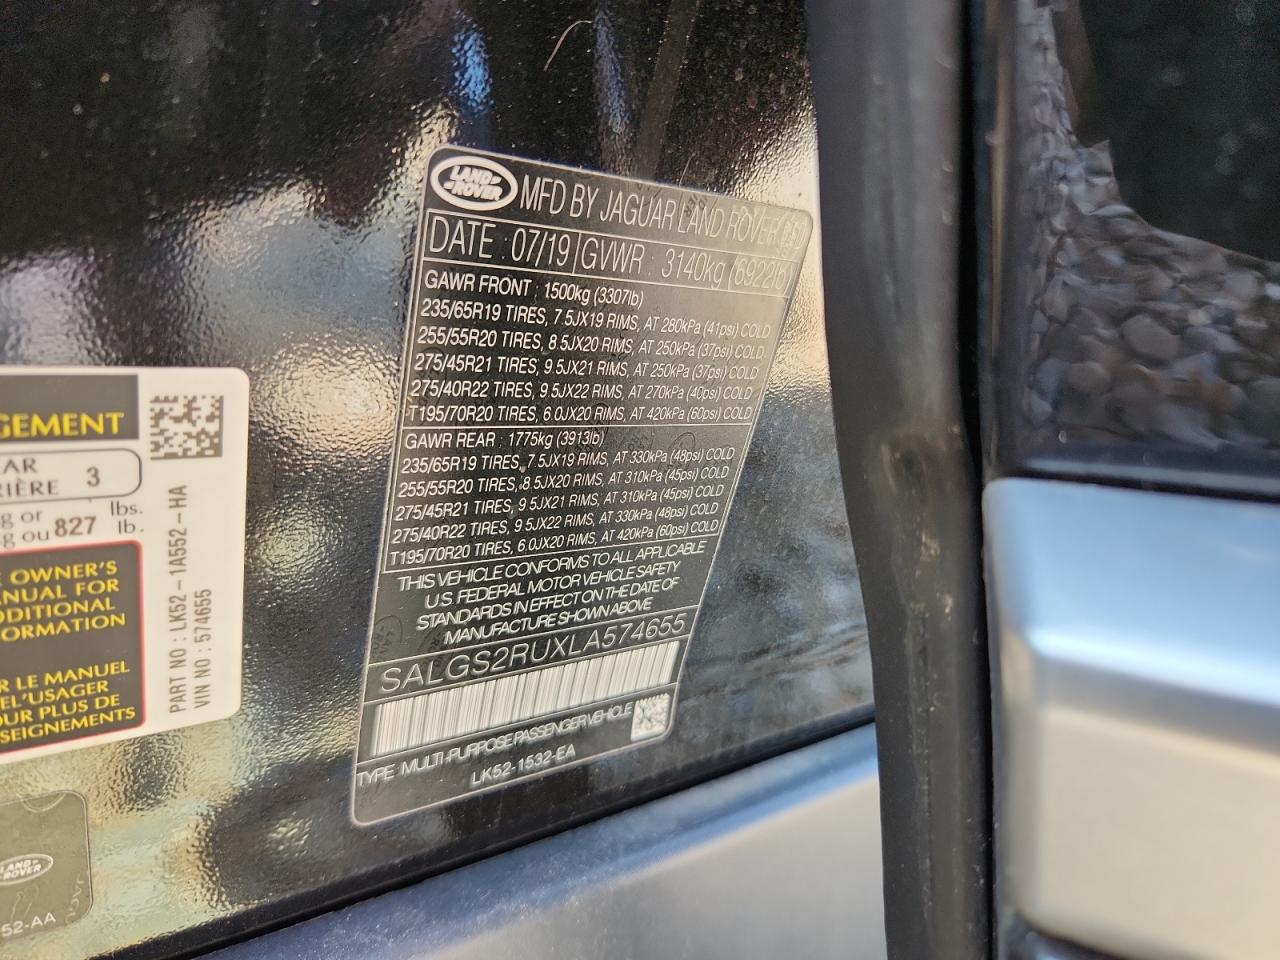 LAND
ROVER
MFD BY JAGUAR LAND ROVER
DATE : 07/19 GVWR : 3140kg (6922lb)
GAWR FRONT : 1500kg (3307lb)
235/65R19 TIRES, 7.5JX19 RIMS, AT 280kPa (41psi) COLD
255/55R20 TIRES, 8.5JX20 RIMS, AT 250kPa (37psi) COLD
275/45R21 TIRES, 9.5JX21 RIMS, AT 250kPa (37psi) COLD
275/40R22 TIRES, 9.5JX22 RIMS, AT 270kPa (40psi) COLD
T195/70R20 TIRES, 6.0JX20 RIMS, AT 420kPa (60psi) COLD
GAWR REAR : 1775kg (3913lb)
235/65R19 TIRES, 7.5JX19 RIMS, AT 330kPa (48psi) COLD
255/55R20 TIRES, 8.5JX20 RIMS, AT 310kPa (45psi) COLD
275/45R21 TIRES, 9.5JX21 RIMS, AT 310kPa (45psi) COLD
275/40R22 TIRES, 9.5JX22 RIMS, AT 330kPa (48psi) COLD
T195/70R20 TIRES, 6.0JX20 RIMS, AT 420kPa (60psi) COLD
THIS VEHICLE CONFORMS TO ALL APPLICABLE
U.S. FEDERAL MOTOR VEHICLE SAFETY
STANDARDS IN EFFECT ON THE DATE OF
MANUFACTURE SHOWN ABOVE
SALGS2RUXLA574655
TYPE : MULTI-PURPOSE PASSENGER VEHICLE
LK52-1532-EA
GEMENT
AR
RIÈRE 3
g or lbs.
g ou 827 lb.
E OWNER'S
ANUAL FOR
DDITIONAL
FORMATION
R LE MANUEL
EL'USAGER
OUR PLUS DE
SEIGNEMENTS
PART NO : LK52-1A552-HA
VIN NO : 574655
LAND
ROVER
52-AA